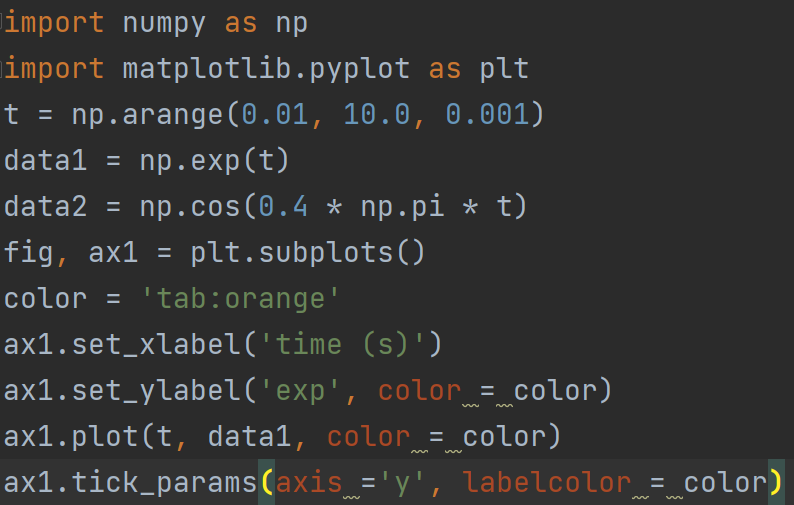 import numpy as np
import matplotlib.pyplot as plt
t = np.arange(0.01, 10.0, 0.001)
data1 = np.exp(t)
data2 = np.cos(0.4 * np.pi * t)
fig, ax1 = plt.subplots()
color = 'tab:orange'
ax1.set_xlabel('time (s)')
ax1.set_ylabel('exp', color = color)
ax1.plot(t, data1, color = color)
ax1.tick_params(axis ='y', labelcolor = color)